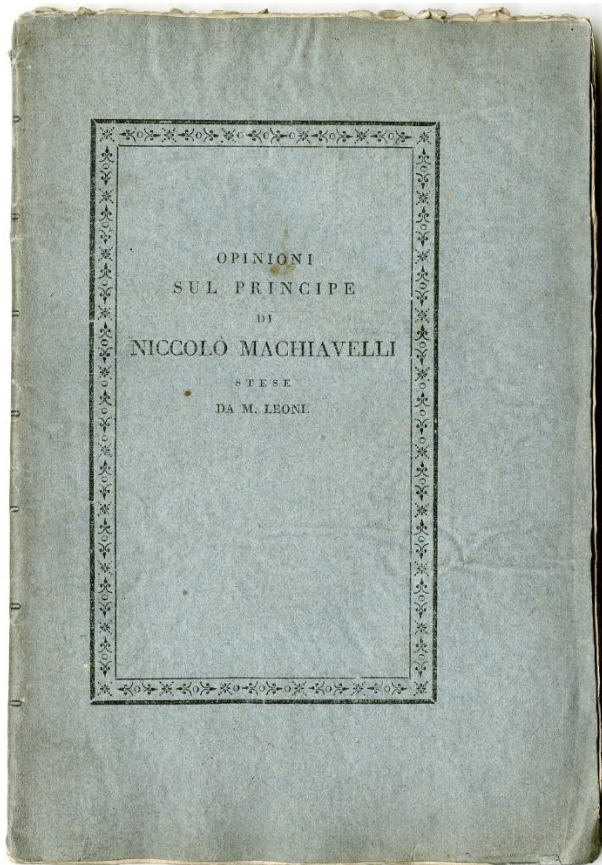 OPINIONI
SUL PRINCIPE
DI
NICCOLÒ MACHIAVELLI
STESE
DA M. LEONI.